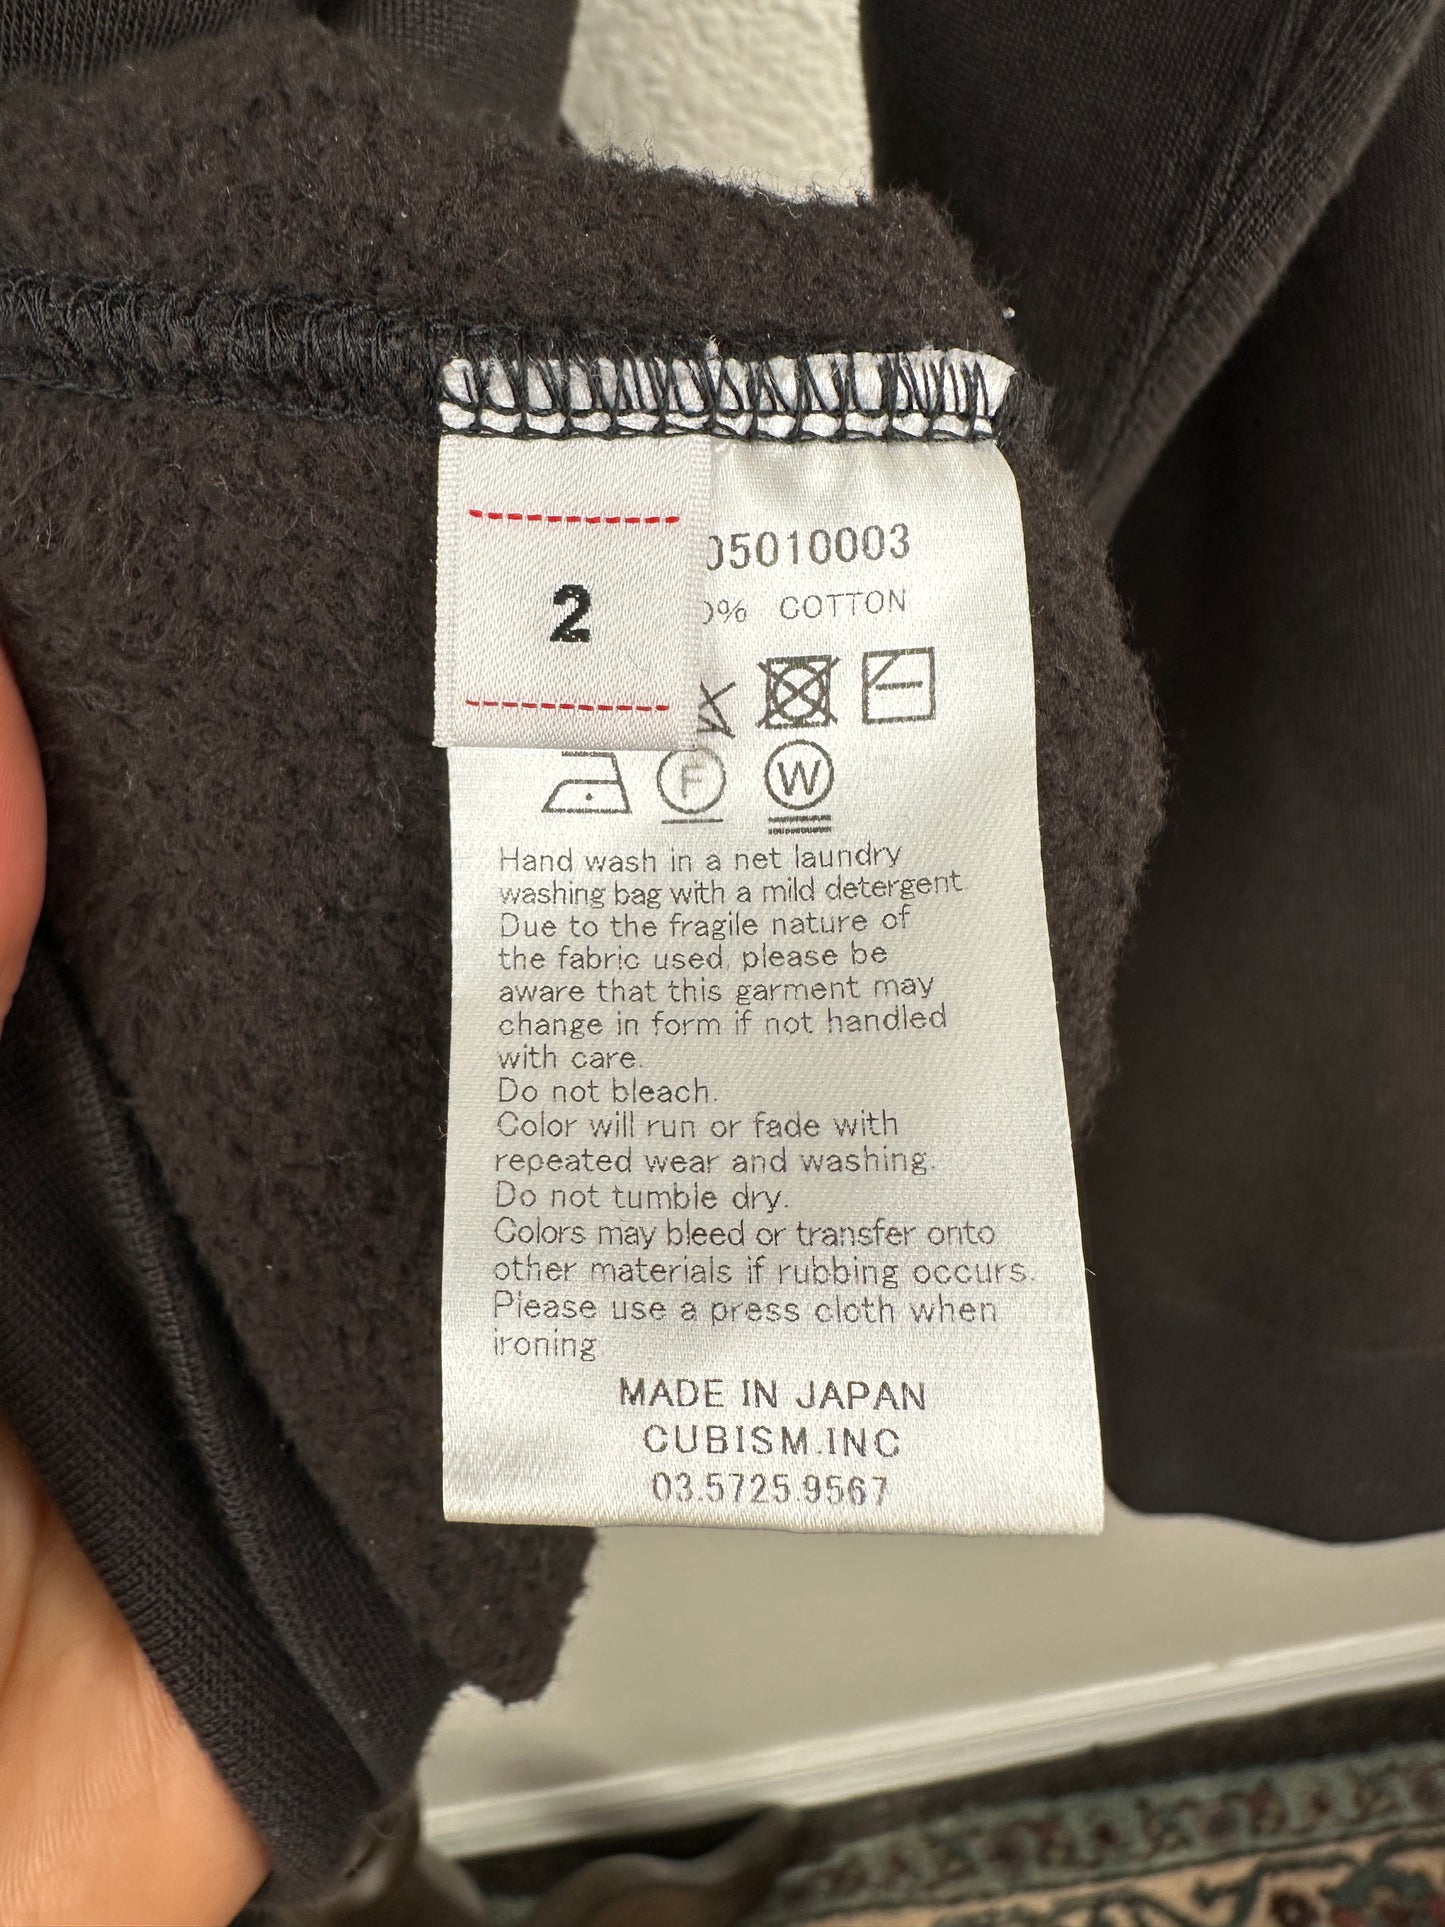 2
05010003
0% COTTON
F
W
Hand wash in a net laundry
washing bag with a mild detergent.
Due to the fragile nature of
the fabric used, please be
aware that this garment may
change in form if not handled
with care.
Do not bleach.
Color will run or fade with
repeated wear and washing.
Do not tumble dry.
Colors may bleed or transfer onto
other materials if rubbing occurs.
Please use a press cloth when
ironing.
MADE IN JAPAN
CUBISM.INC
03.5725.9567